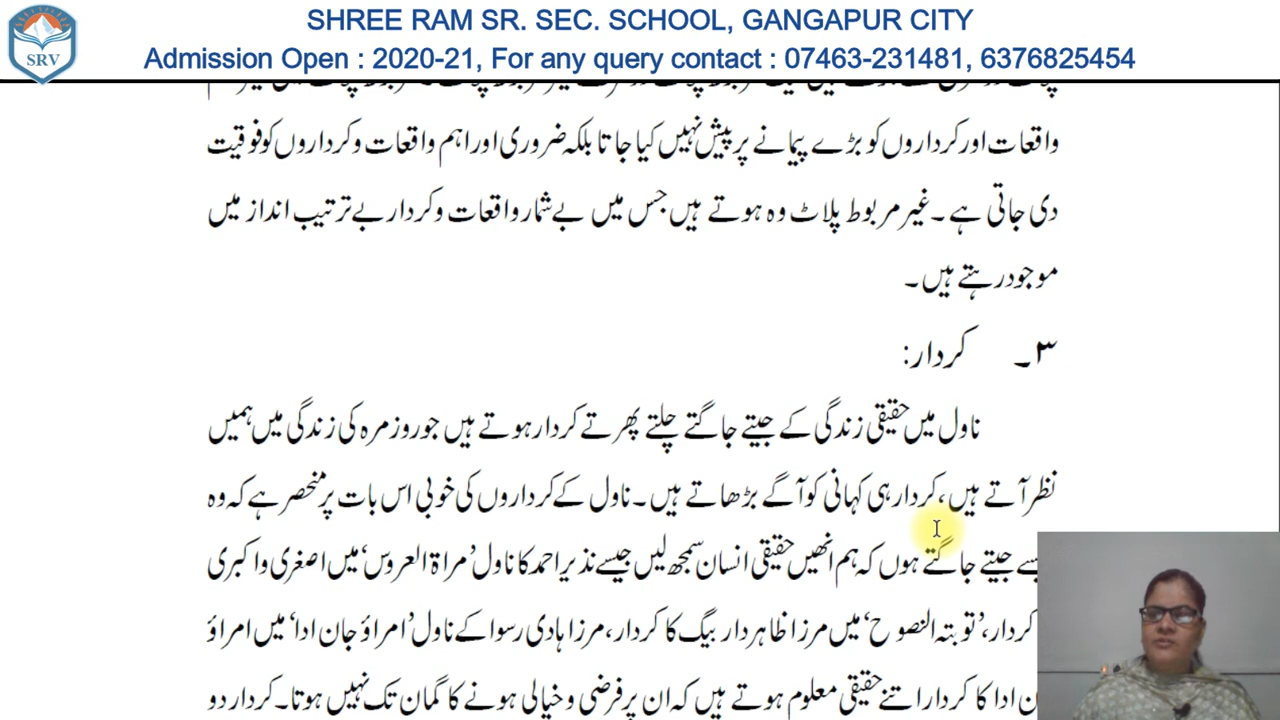 SHREE RAM SR. SEC. SCHOOL, GANGAPUR CITY
SRV
Admission Open : 2020-21, For any query contact : 07463-231481, 6376825454
واقعات اور کرداروں کو بڑے پیمانے پر پیش نہیں کیا جاتا بلکہ ضروری اور اہم واقعات و کرداروں کو فوقیت
دی جاتی ہے۔ غیر مربوط پلاٹ وہ ہوتے ہیں جس میں بے شمار واقعات و کردار بے ترتیب انداز میں
موجود رہتے ہیں۔
۳۔ کردار:
ناول میں حقیقی زندگی کے جیتے جاگتے چلتے پھرتے کردار ہوتے ہیں جو روز مرہ کی زندگی میں ہمیں
نظر آتے ہیں، کردار ہی کہانی کو آگے بڑھاتے ہیں۔ ناول کے کرداروں کی خوبی اس بات پر منحصر ہے کہ وہ
جیتے جاگتے ہوں کہ ہم انھیں حقیقی انسان سمجھ لیں جیسے نذیر احمد کا ناول ’مراۃ العروس‘ میں اصغری و اکبری
کردار، ’توبتہ النصوح‘ میں مرزا ظاہر دار بیگ کا کردار، مرزا ہادی رسوا کے ناول ’امراؤ جان ادا‘ میں امراؤ
ادا کا کردار اتنے حقیقی معلوم ہوتے ہیں کہ ان پر فرضی و خیالی ہونے کا گمان تک نہیں ہوتا۔ کردار دو